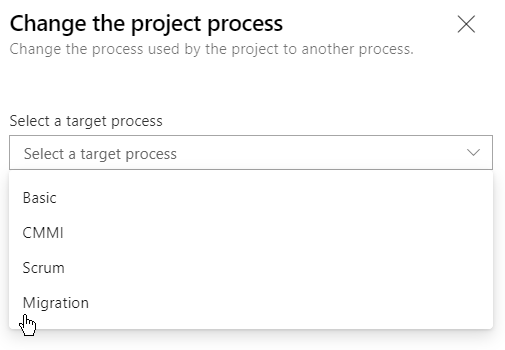 Change the project process
Change the process used by the project to another process.
Select a target process
Select a target process
Basic
CMMI
Scrum
Migration